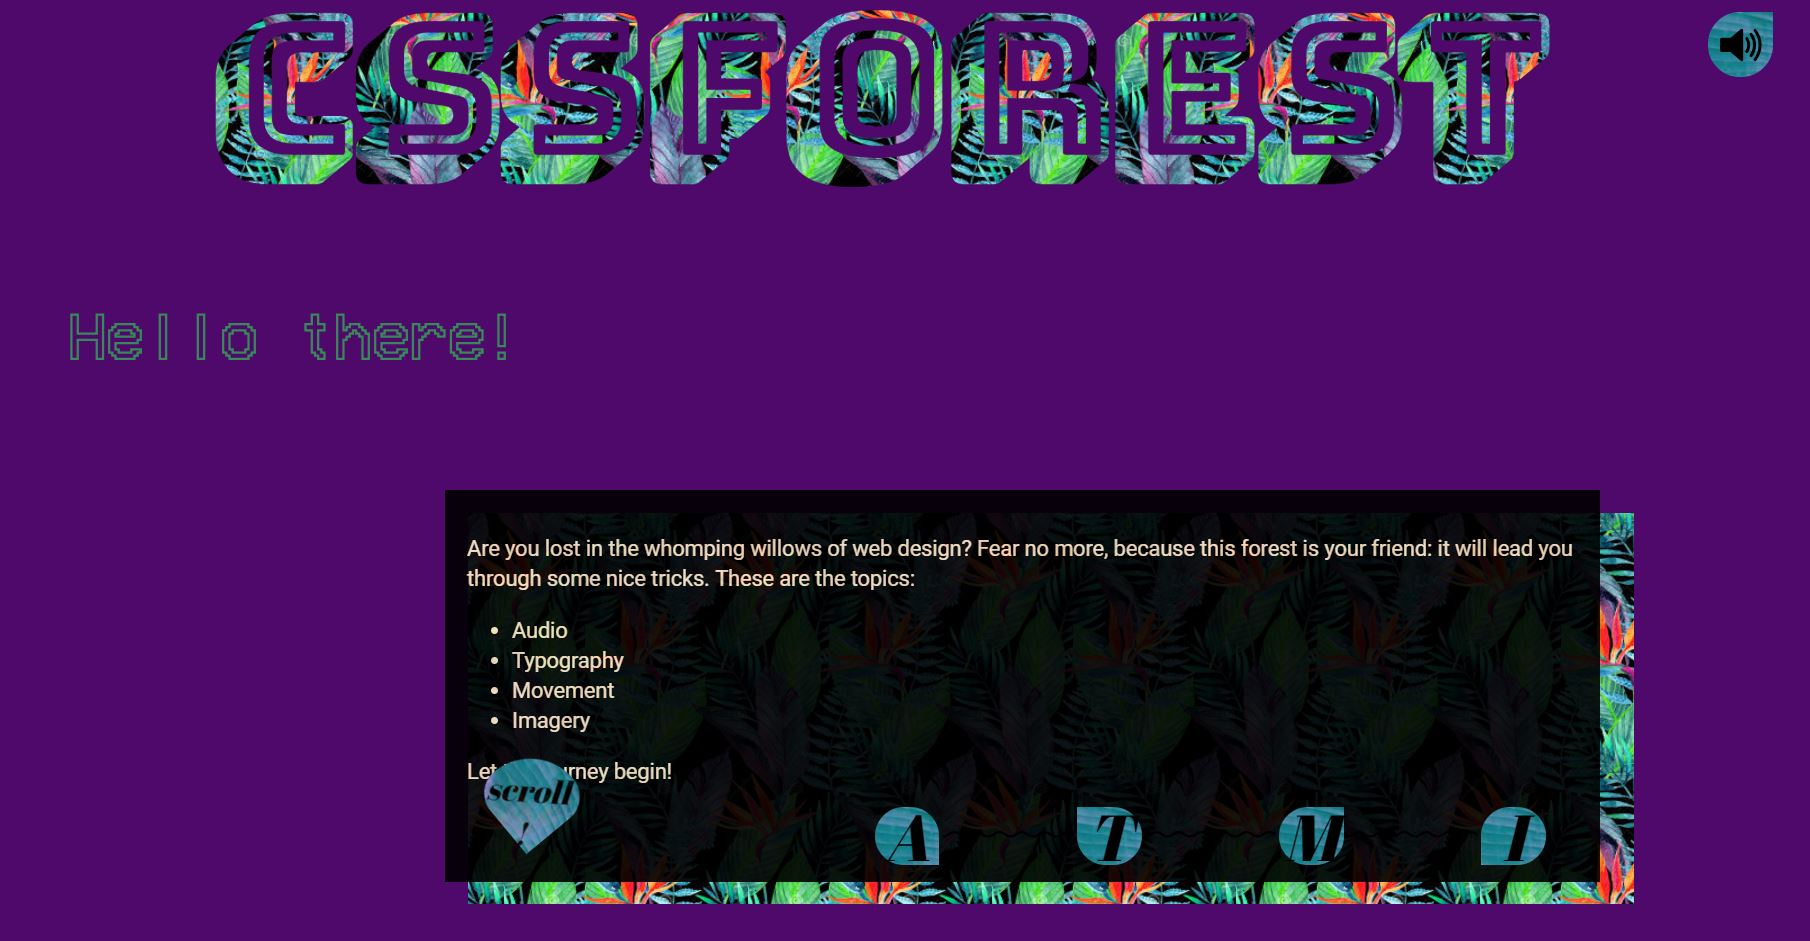 CSSFOREST
Hello there!
Are you lost in the whomping willows of web design? Fear no more, because this forest is your friend: it will lead you
through some nice tricks. These are the topics:
• Audio
• Typography
• Movement
• Imagery
Let begin!
scroll
!
A T M I